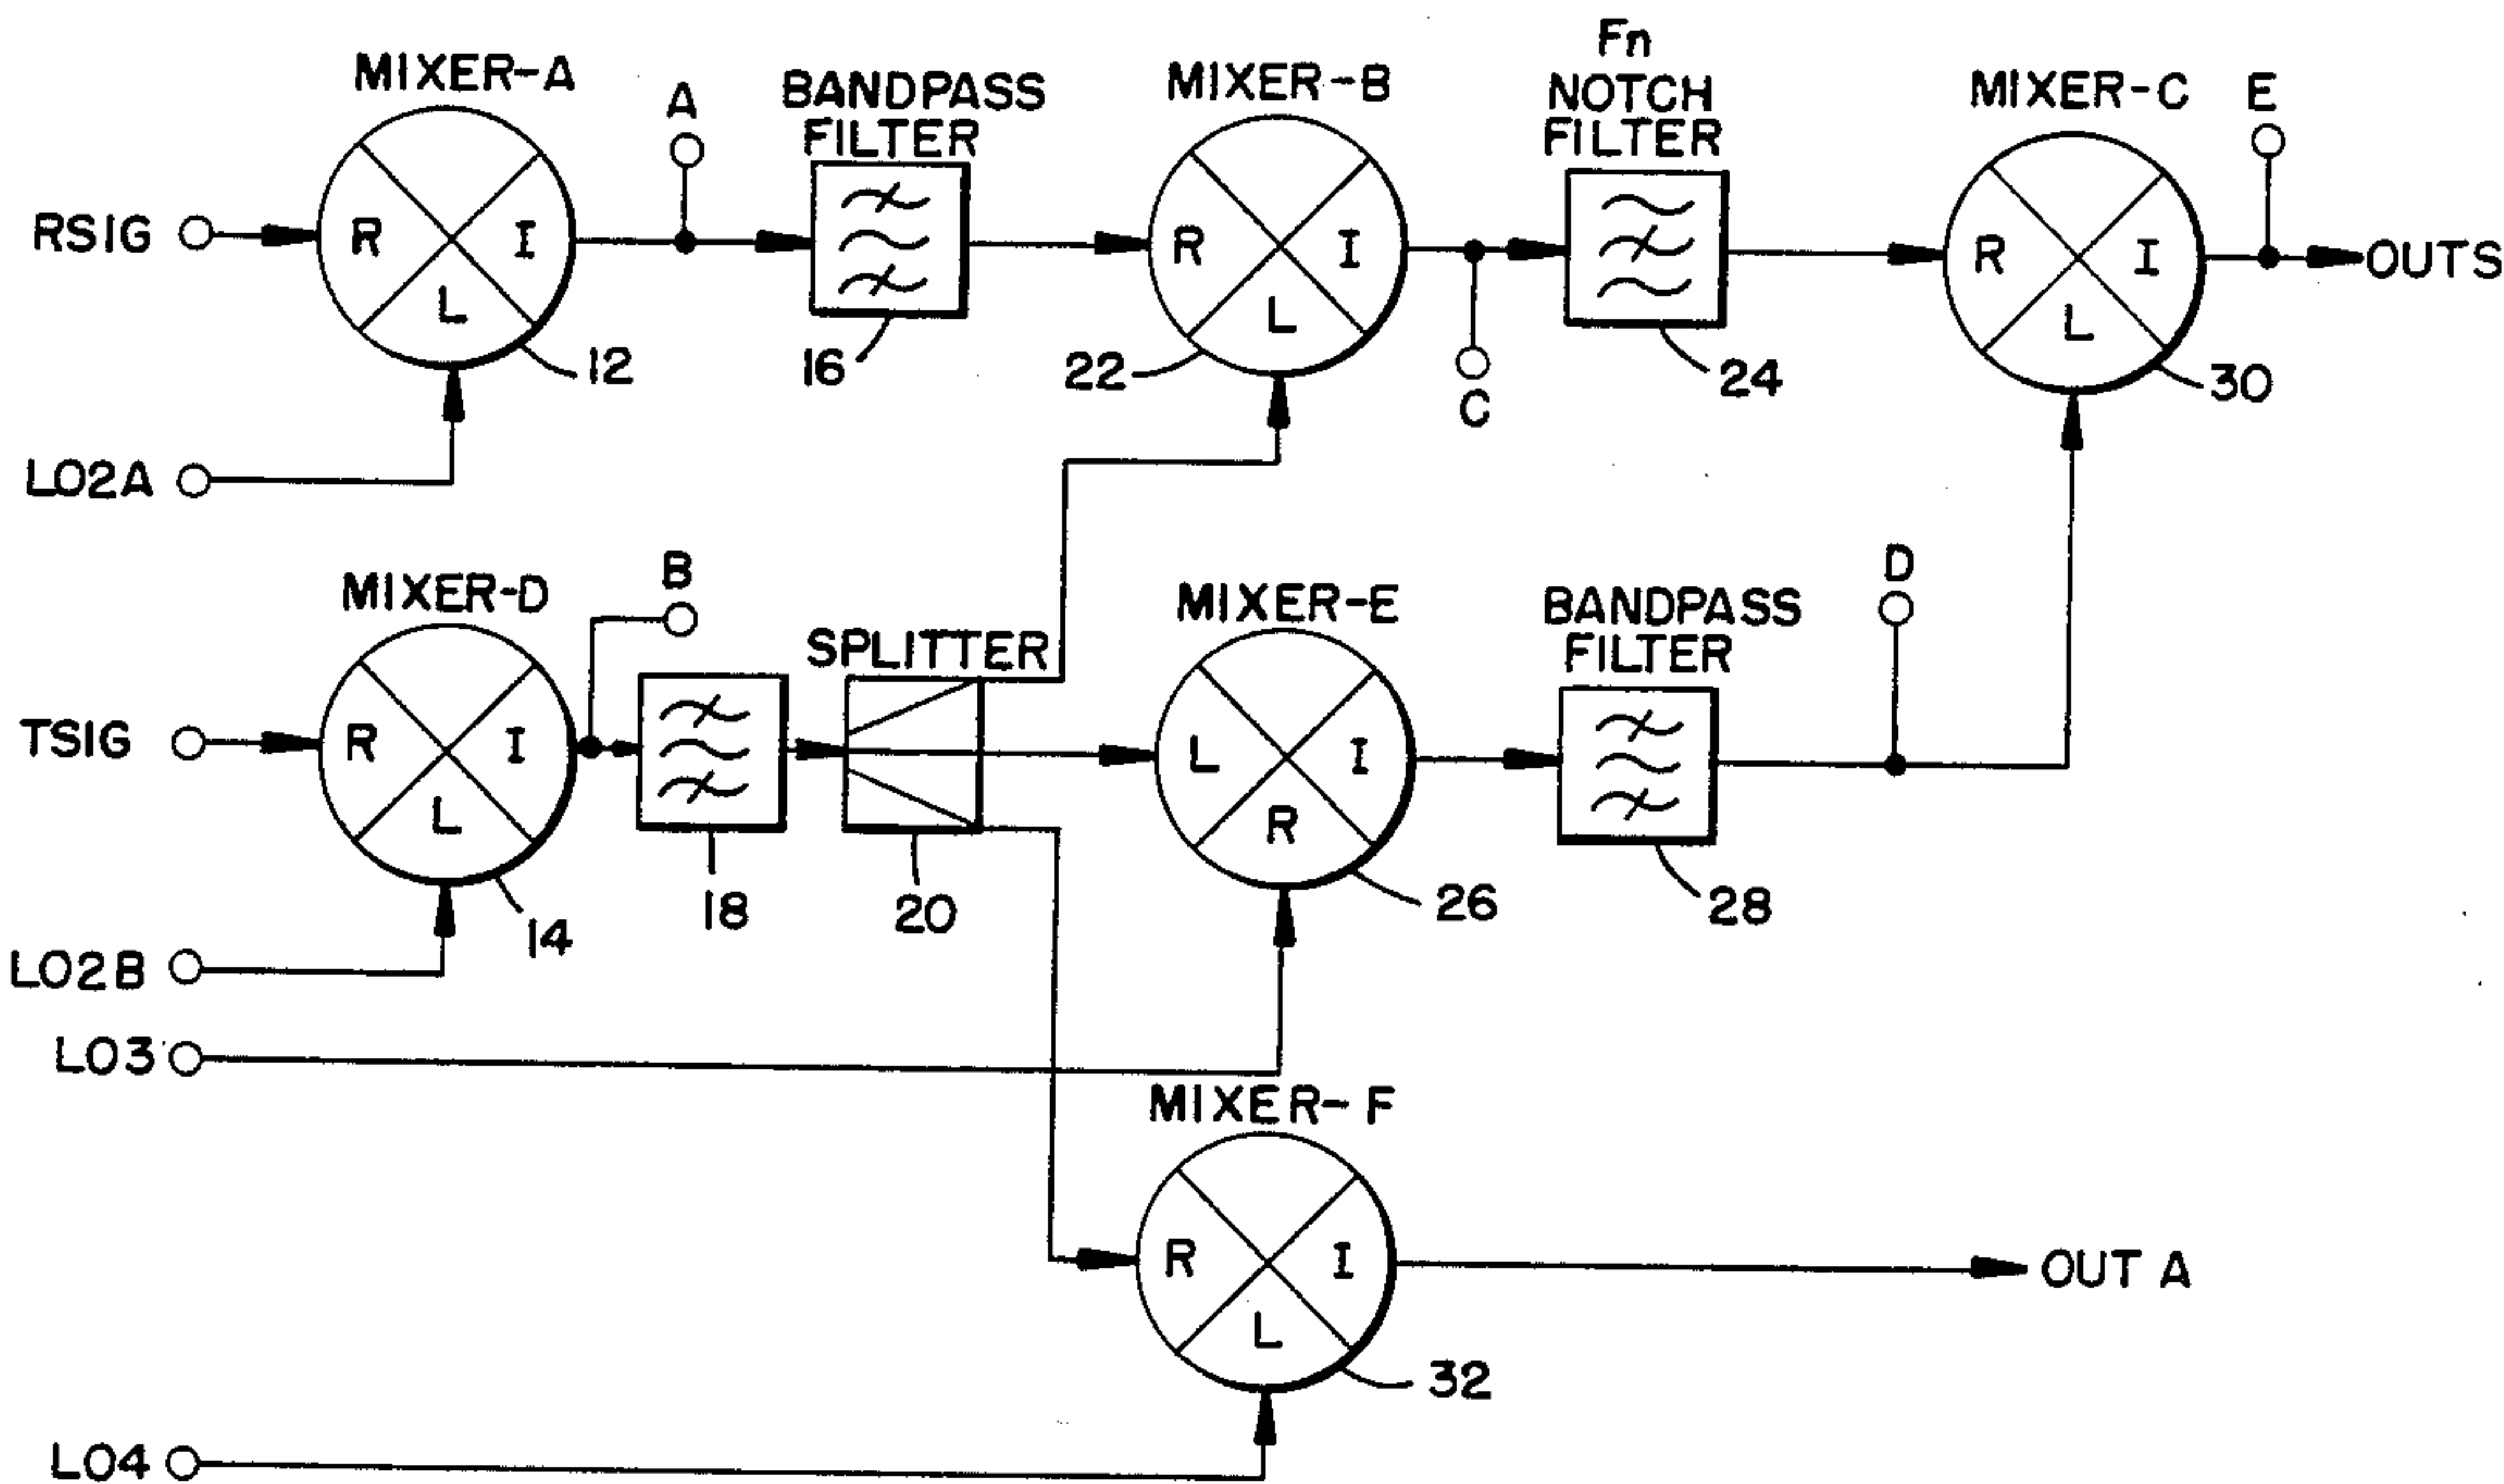 MIXER-A
A
BANDPASS
FILTER
MIXER-B
Fn
NOTCH
FILTER
MIXER-C
E
RSIG
R
I
L
12
16
R
I
L
22
C
24
R
I
L
30
OUTS
LO2A
MIXER-D
B
SPLITTER
MIXER-E
BANDPASS
FILTER
D
TSIG
R
I
L
14
18
20
L
I
R
26
28
LO2B
LO3
MIXER-F
R
I
L
32
OUT A
LO4